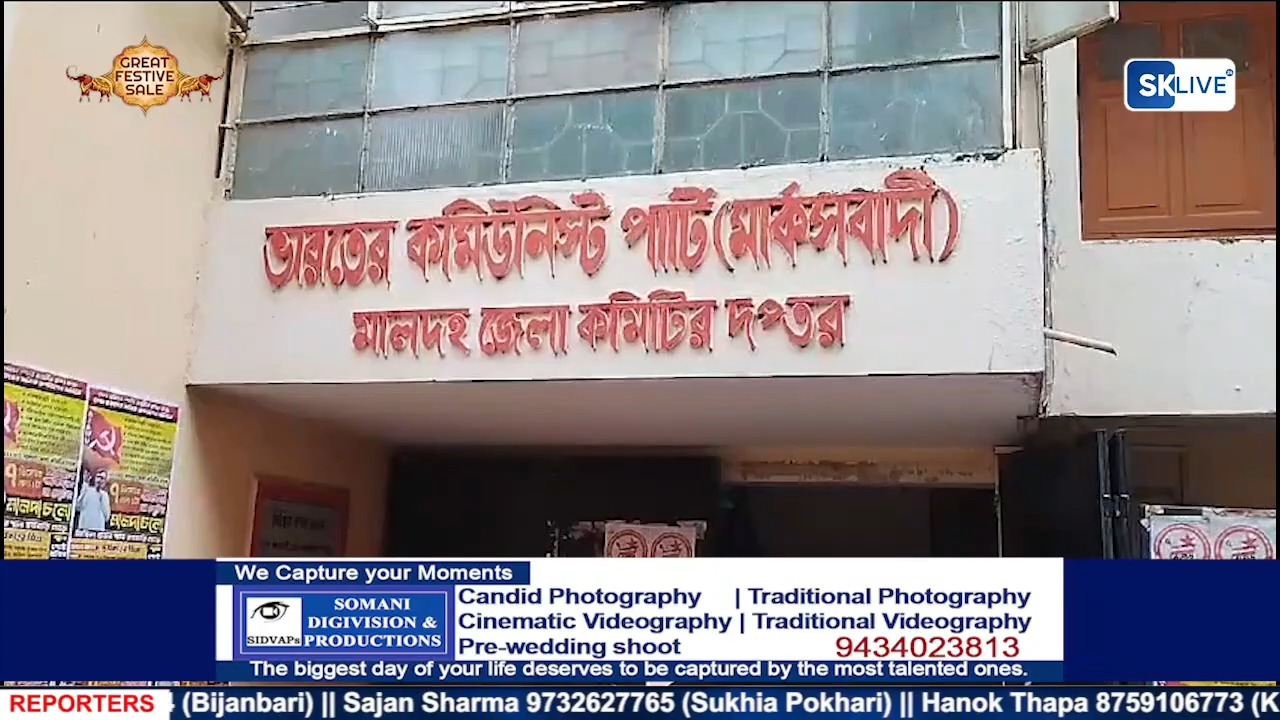 GREAT
FESTIVE
SALE
SKLIVE
ভারতের কমিউনিস্ট পার্টি (মার্কসবাদী)
মালদহ জেলা কমিটির দপ্তর
মালদা চলো
We Capture your Moments
SIDVAPs
SOMANI
DIGIVISION &
PRODUCTIONS
Candid Photography | Traditional Photography
Cinematic Videography | Traditional Videography
Pre-wedding shoot 9434023813
The biggest day of your life deserves to be captured by the most talented ones.
REPORTERS (Bijanbari) || Sajan Sharma 9732627765 (Sukhia Pokhari) || Hanok Thapa 8759106773 (K